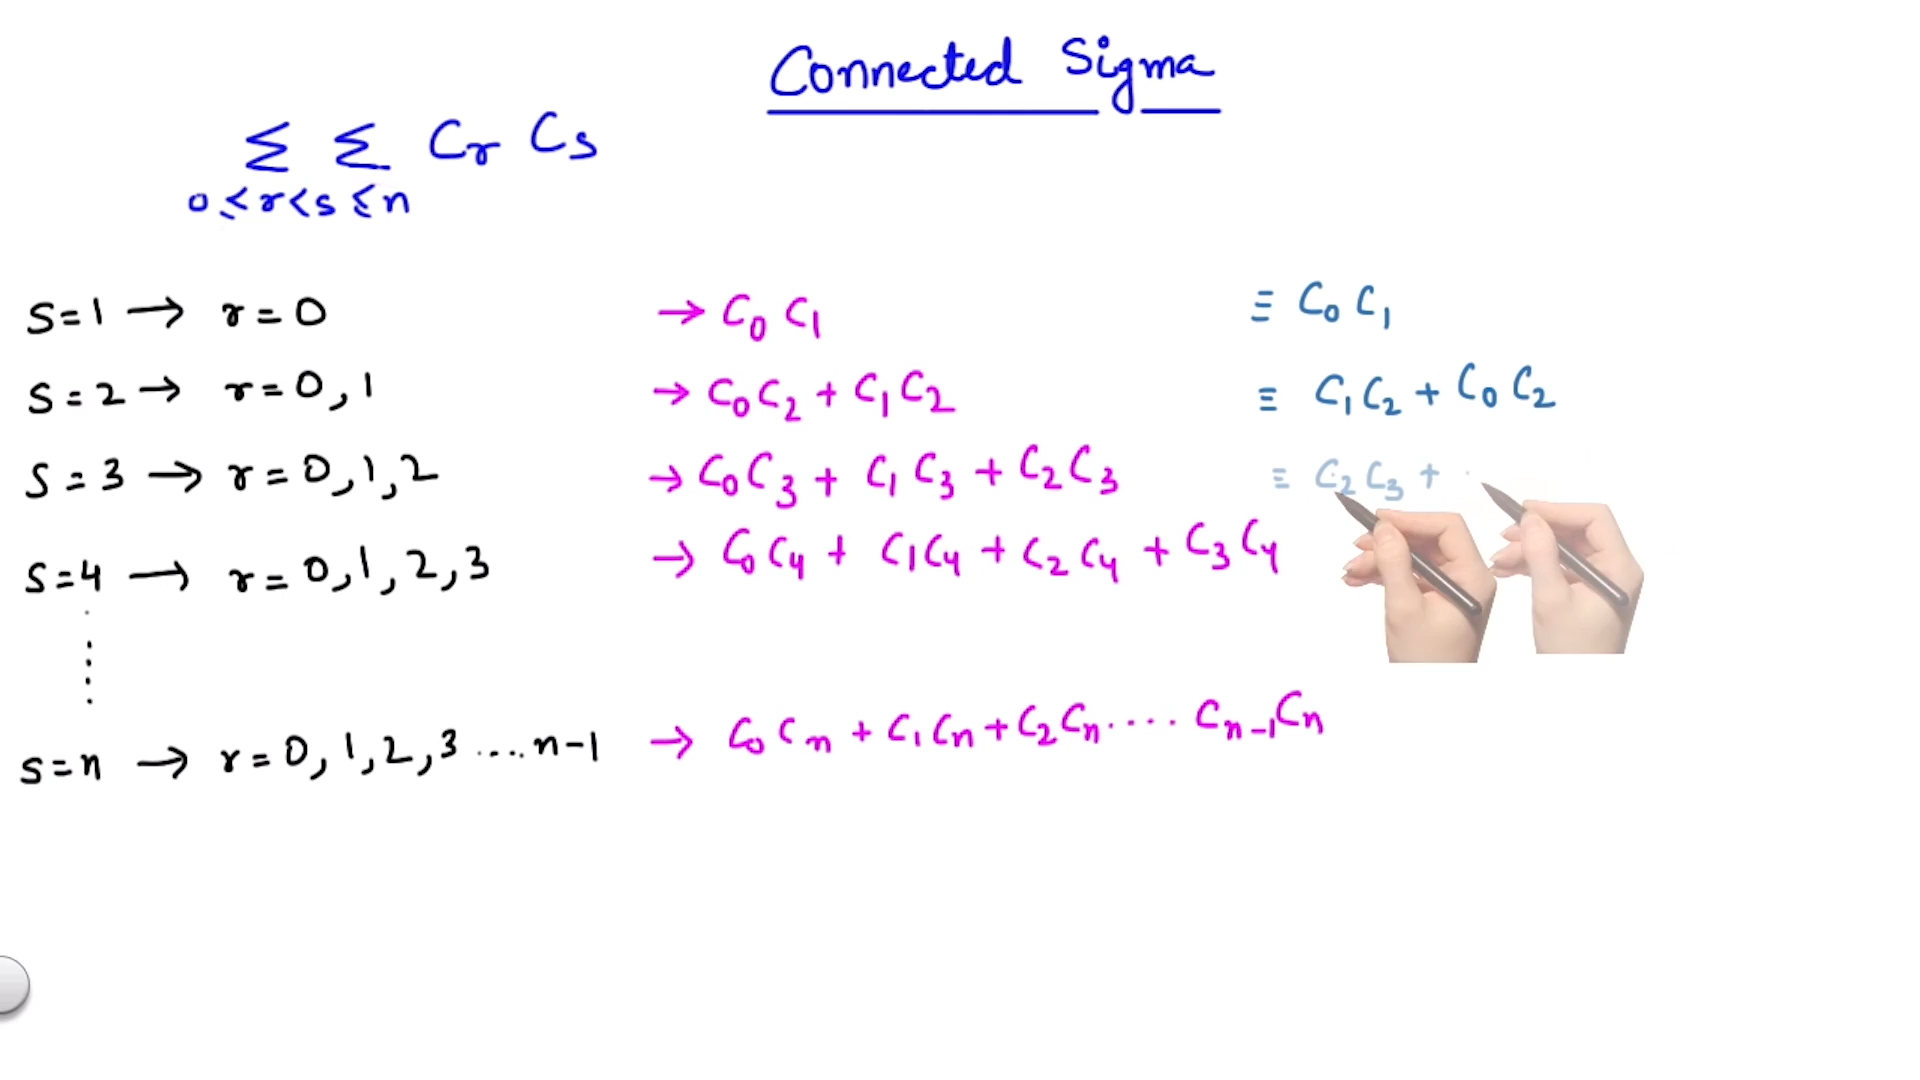 Connected Sigma
Σ Σ Cr Cs
0 ≤ r < s ≤ n
S=1 → r=0 → C0 C1 ≡ C0 C1
S=2 → r=0,1 → C0C2 + C1C2 ≡ C1C2 + C0C2
S=3 → r=0,1,2 → C0C3 + C1C3 + C2C3 ≡ C2C3 +
S=4 → r=0,1,2,3 → C0C4 + C1C4 + C2C4 + C3C4
S=n → r=0,1,2,3 ....n-1 → C0Cn + C1Cn + C2Cn.... Cn-1Cn